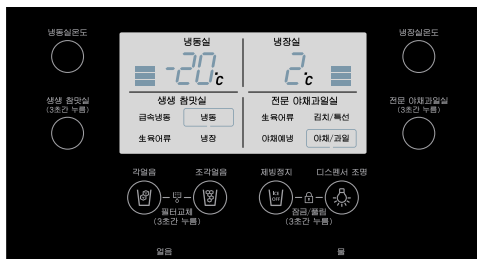 냉동실온도
냉장실온도
냉동실
냉장실
-20°c
2°c
생생 참맛실
(3초간 누름)
전문 야채과일실
(3초간 누름)
생생 참맛실
전문 야채과일실
급속냉동
냉동
生육어류
김치/특선
生육어류
냉장
야채예냉
야채/과일
각얼음
조각얼음
제빙정지
디스펜서 조명
Ice
OFF
필터교체
(3초간 누름)
잠금/풀림
(3초간 누름)
얼음
물